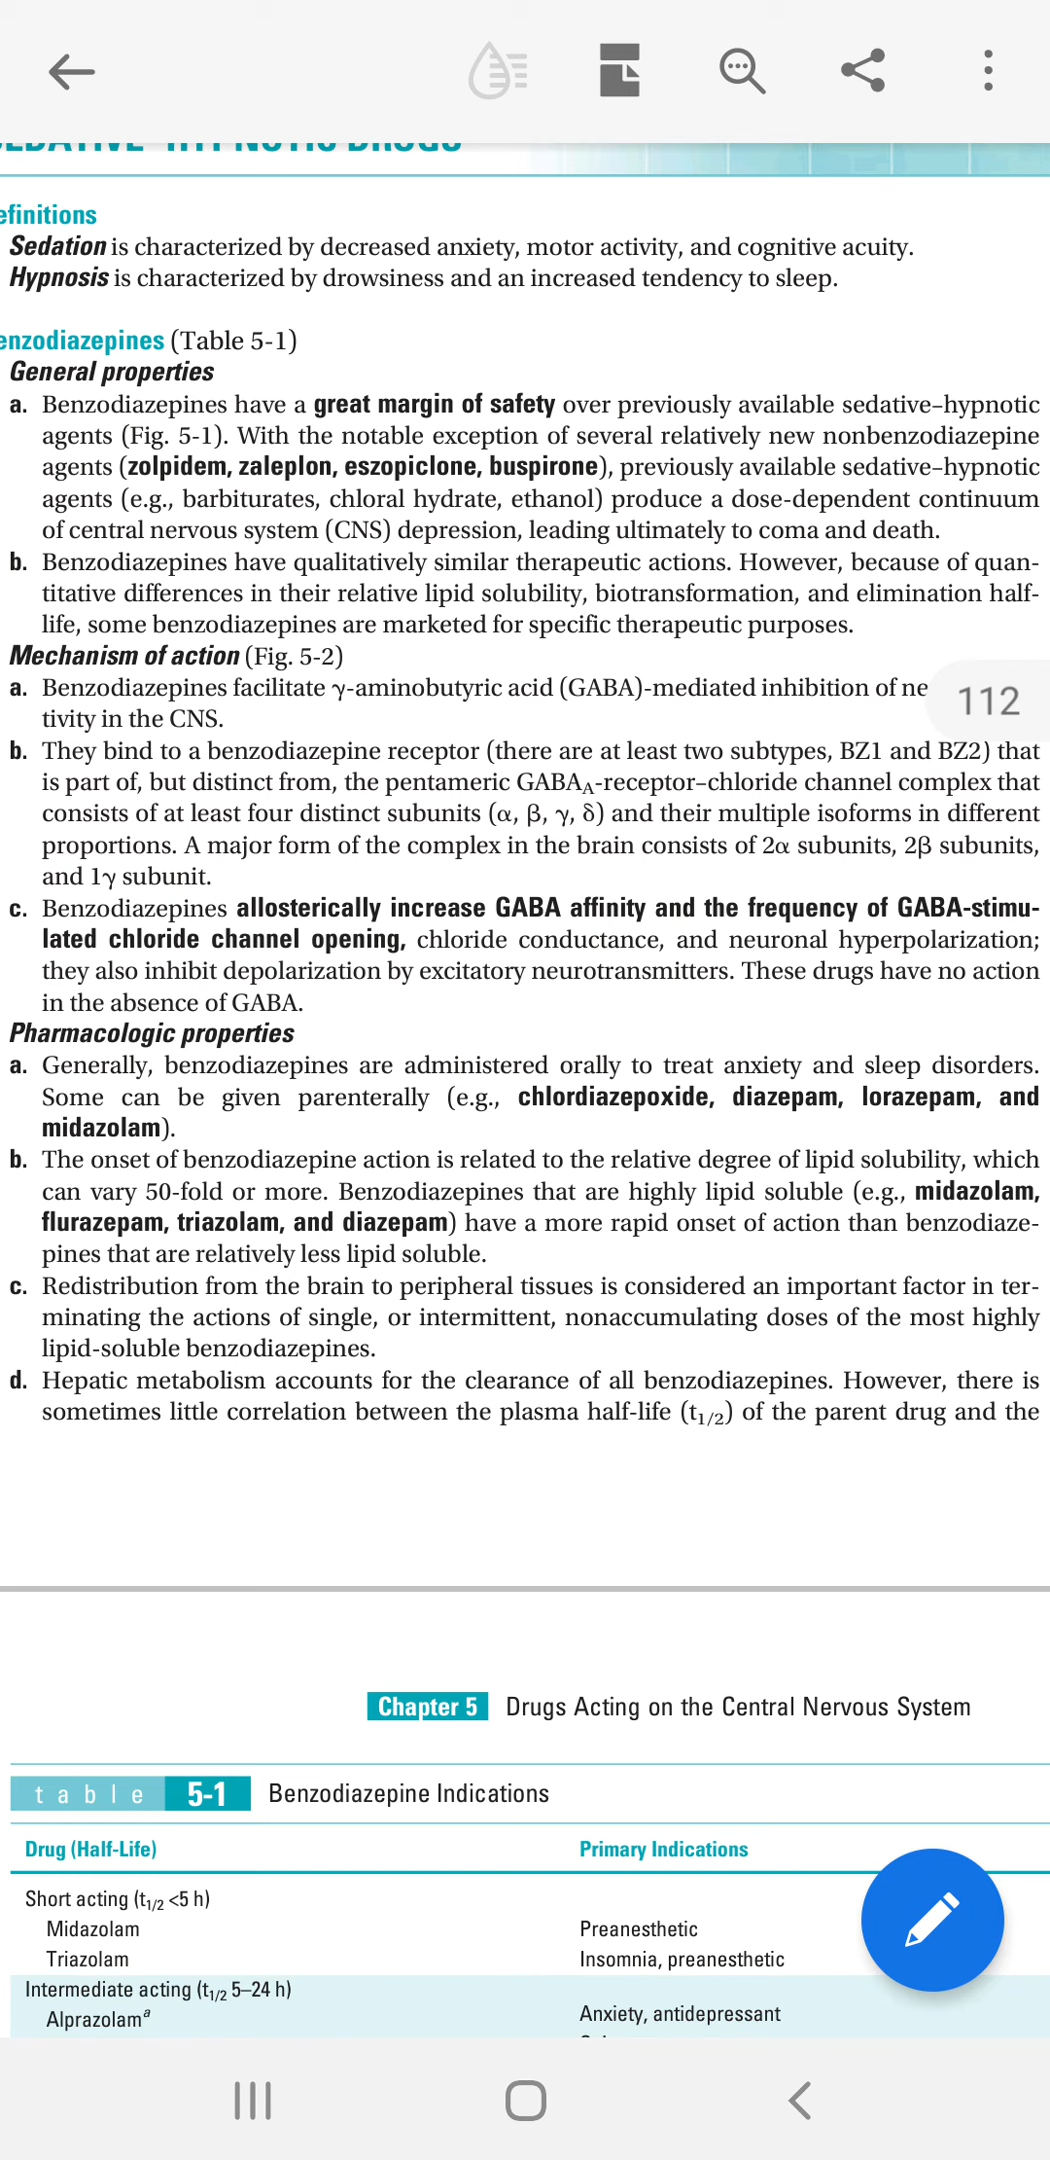 efinitions
Sedation is characterized by decreased anxiety, motor activity, and cognitive acuity.
Hypnosis is characterized by drowsiness and an increased tendency to sleep.
enzodiazepines (Table 5-1)
General properties
a. Benzodiazepines have a great margin of safety over previously available sedative–hypnotic
agents (Fig. 5-1). With the notable exception of several relatively new nonbenzodiazepine
agents (zolpidem, zaleplon, eszopiclone, buspirone), previously available sedative–hypnotic
agents (e.g., barbiturates, chloral hydrate, ethanol) produce a dose-dependent continuum
of central nervous system (CNS) depression, leading ultimately to coma and death.
b. Benzodiazepines have qualitatively similar therapeutic actions. However, because of quan-
titative differences in their relative lipid solubility, biotransformation, and elimination half-
life, some benzodiazepines are marketed for specific therapeutic purposes.
Mechanism of action (Fig. 5-2)
a. Benzodiazepines facilitate γ-aminobutyric acid (GABA)-mediated inhibition of ne
112
tivity in the CNS.
b. They bind to a benzodiazepine receptor (there are at least two subtypes, BZ1 and BZ2) that
is part of, but distinct from, the pentameric GABAA-receptor–chloride channel complex that
consists of at least four distinct subunits (α, β, γ, δ) and their multiple isoforms in different
proportions. A major form of the complex in the brain consists of 2α subunits, 2β subunits,
and 1γ subunit.
c. Benzodiazepines allosterically increase GABA affinity and the frequency of GABA-stimu-
lated chloride channel opening, chloride conductance, and neuronal hyperpolarization;
they also inhibit depolarization by excitatory neurotransmitters. These drugs have no action
in the absence of GABA.
Pharmacologic properties
a. Generally, benzodiazepines are administered orally to treat anxiety and sleep disorders.
Some can be given parenterally (e.g., chlordiazepoxide, diazepam, lorazepam, and
midazolam).
b. The onset of benzodiazepine action is related to the relative degree of lipid solubility, which
can vary 50-fold or more. Benzodiazepines that are highly lipid soluble (e.g., midazolam,
flurazepam, triazolam, and diazepam) have a more rapid onset of action than benzodiaze-
pines that are relatively less lipid soluble.
c. Redistribution from the brain to peripheral tissues is considered an important factor in ter-
minating the actions of single, or intermittent, nonaccumulating doses of the most highly
lipid-soluble benzodiazepines.
d. Hepatic metabolism accounts for the clearance of all benzodiazepines. However, there is
sometimes little correlation between the plasma half-life (t1/2) of the parent drug and the
Chapter 5 Drugs Acting on the Central Nervous System
table 5-1 Benzodiazepine Indications
Drug (Half-Life) Primary Indications
Short acting (t1/2 <5 h)
Midazolam Preanesthetic
Triazolam Insomnia, preanesthetic
Intermediate acting (t1/2 5–24 h)
Alprazolamᵃ Anxiety, antidepressant